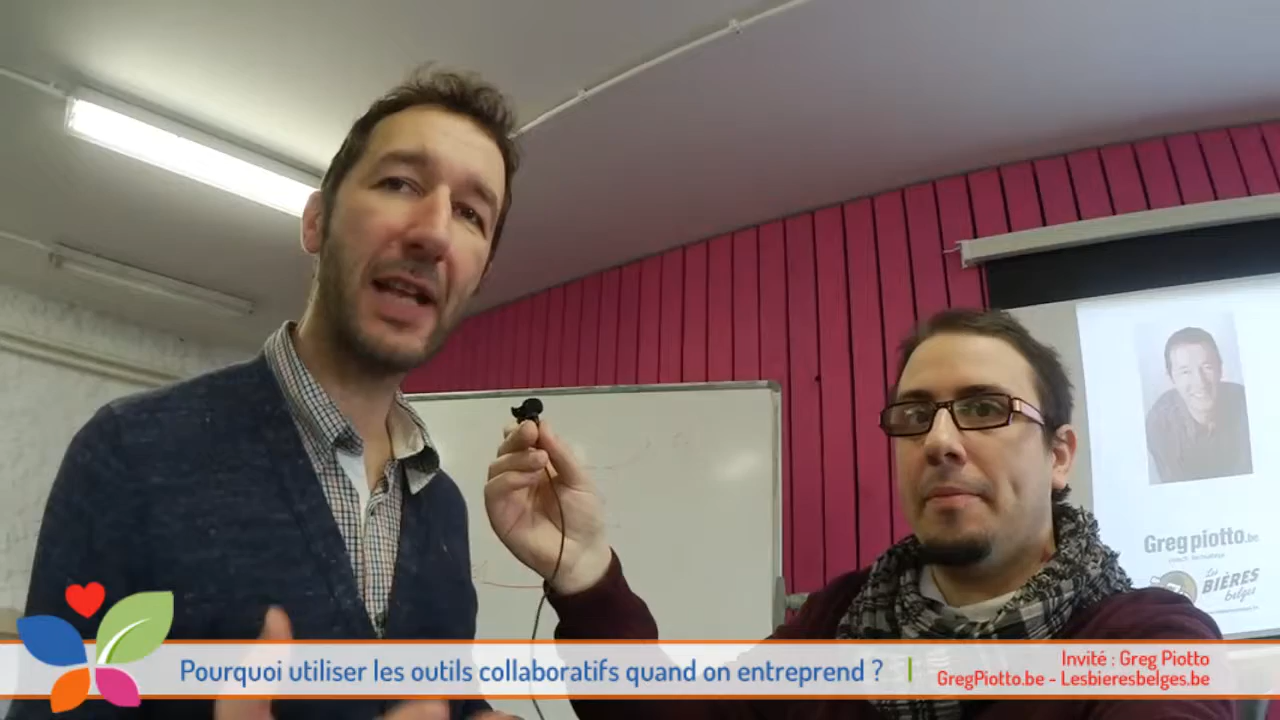 Greg piotto.be
Les
BIÈRES
belges
Pourquoi utiliser les outils collaboratifs quand on entreprend ?
Invité : Greg Piotto
GregPiotto.be - Lesbieresbelges.be